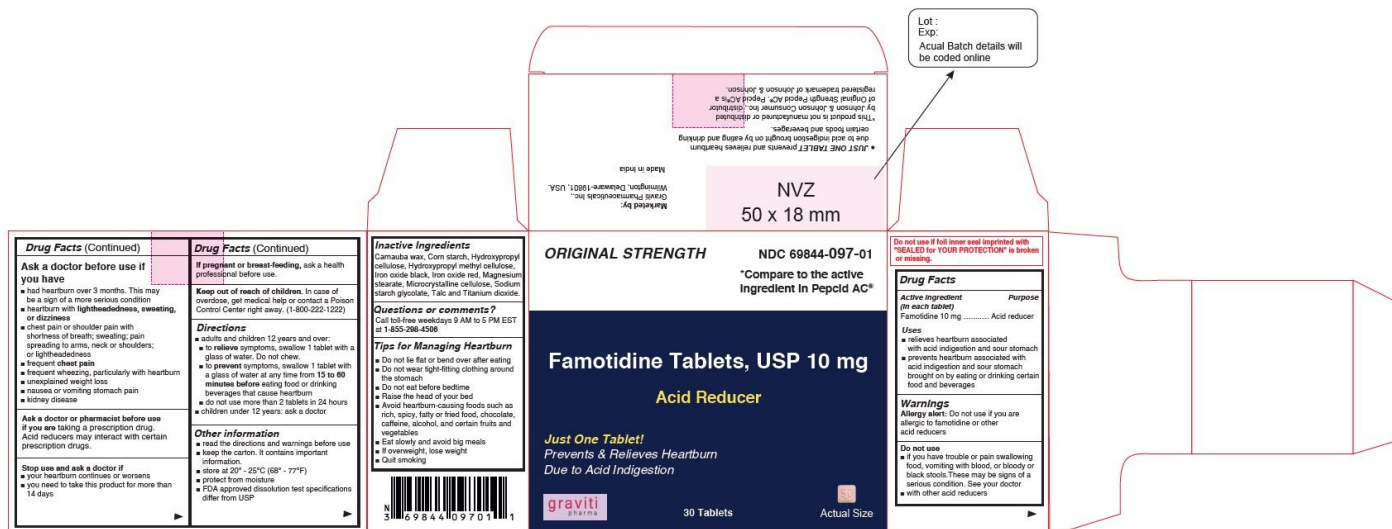 Lot :
Exp:
Acual Batch details will
be coded online
registered trademark of Johnson & Johnson.
of Original Strength Pepcid AC®. Pepcid AC®is a
by Johnson & Johnson Consumer Inc., distributor
*This product is not manufactured or distributed
certain foods and beverages.
due to acid indigestion brought on by eating and drinking
● JUST ONE TABLET prevents and relieves heartburn
Made in India
Wilmington, Delaware-19801, USA.
Graviti Pharmaceuticals Inc.,
Marketed by:
NVZ
50 x 18 mm
Drug Facts (Continued)
Ask a doctor before use if
you have
■ had heartburn over 3 months. This may
be a sign of a more serious condition
■ heartburn with lightheadedness, sweating,
or dizziness
■ chest pain or shoulder pain with
shortness of breath; sweating; pain
spreading to arms, neck or shoulders;
or lightheadedness
■ frequent chest pain
■ frequent wheezing, particularly with heartburn
■ unexplained weight loss
■ nausea or vomiting stomach pain
■ kidney disease
Ask a doctor or pharmacist before use
if you are taking a prescription drug.
Acid reducers may interact with certain
prescription drugs.
Stop use and ask a doctor if
■ your heartburn continues or worsens
■ you need to take this product for more than
14 days
Drug Facts (Continued)
If pregnant or breast-feeding, ask a health
professional before use.
Keep out of reach of children. In case of
overdose, get medical help or contact a Poison
Control Center right away. (1-800-222-1222)
Directions
■ adults and children 12 years and over:
■ to relieve symptoms, swallow 1 tablet with a
glass of water. Do not chew.
■ to prevent symptoms, swallow 1 tablet with
a glass of water at any time from 15 to 60
minutes before eating food or drinking
beverages that cause heartburn
■ do not use more than 2 tablets in 24 hours
■ children under 12 years: ask a doctor
Other information
■ read the directions and warnings before use
■ keep the carton. It contains important
information.
■ store at 20° - 25°C (68° - 77°F)
■ protect from moisture
■ FDA approved dissolution test specifications
differ from USP
Inactive Ingredients
Carnauba wax, Corn starch, Hydroxypropyl
cellulose, Hydroxypropyl methyl cellulose,
Iron oxide black, Iron oxide red, Magnesium
stearate, Microcrystalline cellulose, Sodium
starch glycolate, Talc and Titanium dioxide.
Questions or comments?
Call toll-free weekdays 9 AM to 5 PM EST
at 1-855-298-4506
Tips for Managing Heartburn
■ Do not lie flat or bend over after eating
■ Do not wear tight-fitting clothing around
the stomach
■ Do not eat before bedtime
■ Raise the head of your bed
■ Avoid heartburn-causing foods such as
rich, spicy, fatty or fried food, chocolate,
caffeine, alcohol, and certain fruits and
vegetables
■ Eat slowly and avoid big meals
■ If overweight, lose weight
■ Quit smoking
N
3 69844 09701 1
ORIGINAL STRENGTH
NDC 69844-097-01
*Compare to the active
Ingredient in Pepcid AC®
Famotidine Tablets, USP 10 mg
Acid Reducer
Just One Tablet!
Prevents & Relieves Heartburn
Due to Acid Indigestion
graviti
pharma
30 Tablets
Actual Size
Do not use if foil inner seal imprinted with
"SEALED for YOUR PROTECTION" is broken
or missing.
Drug Facts
Active Ingredient Purpose
(in each tablet)
Famotidine 10 mg ........... Acid reducer
Uses
■ relieves heartburn associated
with acid indigestion and sour stomach
■ prevents heartburn associated with
acid indigestion and sour stomach
brought on by eating or drinking certain
food and beverages
Warnings
Allergy alert: Do not use if you are
allergic to famotidine or other
acid reducers
Do not use
■ if you have trouble or pain swallowing
food, vomiting with blood, or bloody or
black stools.These may be signs of a
serious condition. See your doctor
■ with other acid reducers